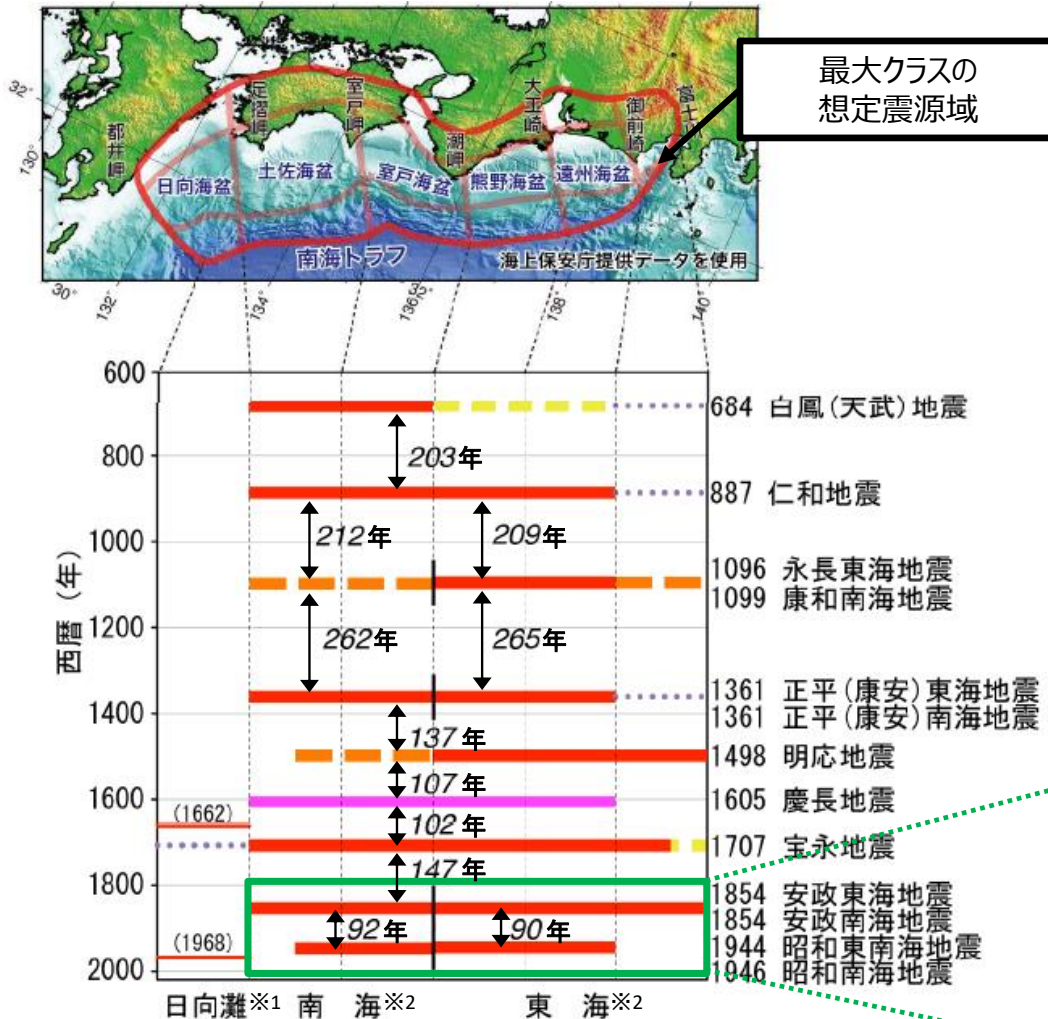 最大クラスの
想定震源域
32°
130°
都井岬
足摺岬
室戸岬
潮岬
大王崎
御前崎
日向海盆
土佐海盆
室戸海盆
熊野海盆
遠州海盆
南海トラフ
海上保安庁提供データを使用
30°
132°
134°
136°
138°
140°
西暦(年)
600
800
1000
1200
1400
1600
1800
2000
684 白鳳(天武)地震
203年
887 仁和地震
212年
209年
1096 永長東海地震
1099 康和南海地震
262年
265年
1361 正平(康安)東海地震
1361 正平(康安)南海地震
137年
1498 明応地震
107年
1605 慶長地震
(1662)
102年
1707 宝永地震
147年
1854 安政東海地震
1854 安政南海地震
92年
90年
1944 昭和東南海地震
(1968)
1946 昭和南海地震
日向灘※1 南 海※2 東 海※2